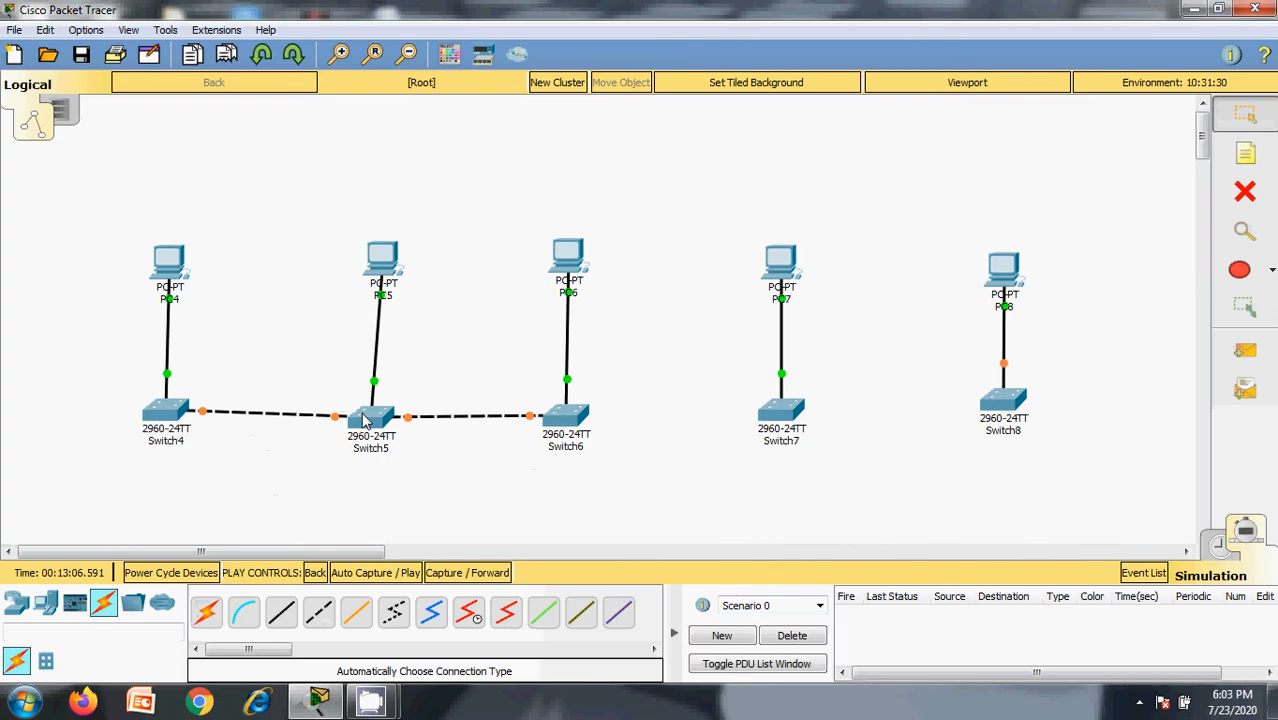 Cisco Packet Tracer
File Edit Options View Tools Extensions Help
Logical
Back
[Root]
New Cluster
Move Object
Set Tiled Background
Viewport
Environment: 10:31:30
PC-PT
PC4
PC-PT
PC5
PC-PT
PC6
PC-PT
PC7
PC-PT
PC8
2960-24TT
Switch4
2960-24TT
Switch5
2960-24TT
Switch6
2960-24TT
Switch7
2960-24TT
Switch8
Time: 00:13:06.591
Power Cycle Devices
PLAY CONTROLS:
Back
Auto Capture / Play
Capture / Forward
Event List
Simulation
Scenario 0
New
Delete
Toggle PDU List Window
Fire Last Status Source Destination Type Color Time(sec) Periodic Num Edit
Automatically Choose Connection Type
6:03 PM
7/23/2020